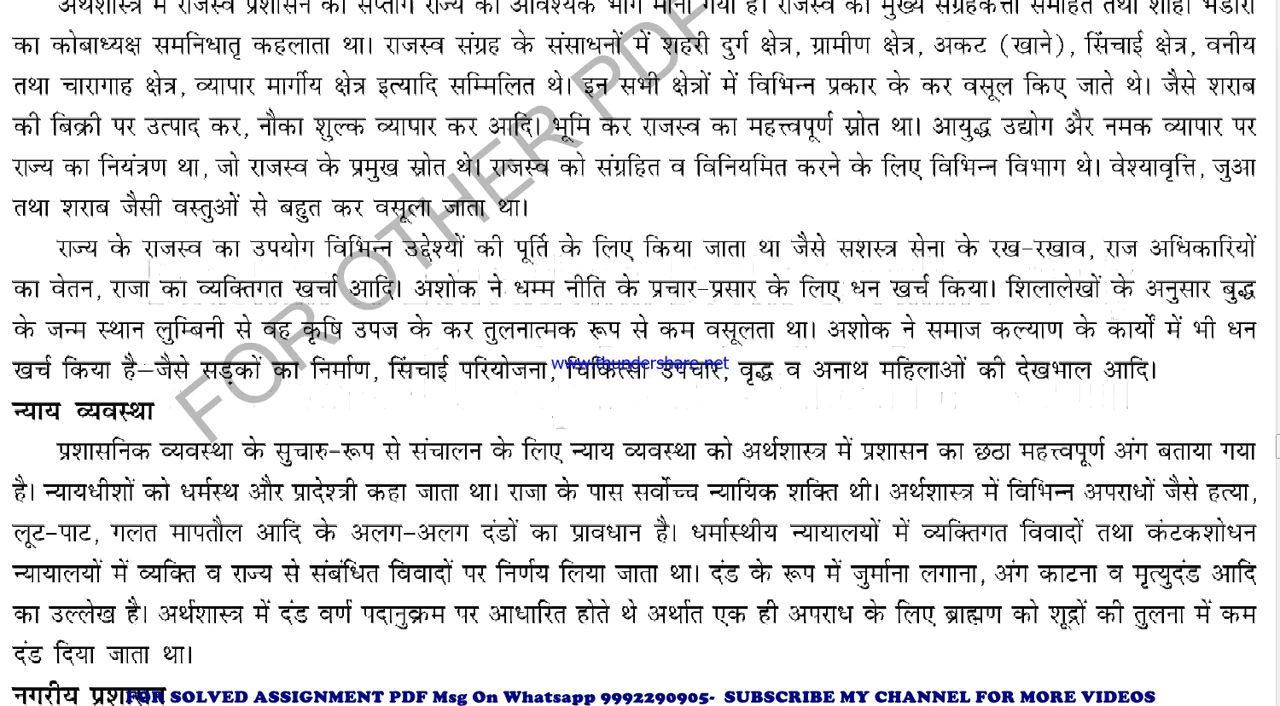 अर्थशास्त्र में राजस्व प्रशासन को सप्तांग राज्य का आवश्यक भाग माना गया है। राजस्व का मुख्य संग्रहकर्त्ता समाहर्ता तथा शाही भंडारों
का कोबाध्यक्ष समनिधातृ कहलाता था। राजस्व संग्रह के संसाधनों में शहरी दुर्ग क्षेत्र, ग्रामीण क्षेत्र, अकट (खाने), सिंचाई क्षेत्र, वनीय
तथा चारागाह क्षेत्र, व्यापार मार्गीय क्षेत्र इत्यादि सम्मिलित थे। इन सभी क्षेत्रों में विभिन्न प्रकार के कर वसूल किए जाते थे। जैसे शराब
की बिक्री पर उत्पाद कर, नौका शुल्क व्यापार कर आदि। भूमि कर राजस्व का महत्त्वपूर्ण स्रोत था। आयुद्ध उद्योग और नमक व्यापार पर
राज्य का नियंत्रण था, जो राजस्व के प्रमुख स्रोत थे। राजस्व को संग्रहित व विनियमित करने के लिए विभिन्न विभाग थे। वेश्यावृत्ति, जुआ
तथा शराब जैसी वस्तुओं से बहुत कर वसूला जाता था।
राज्य के राजस्व का उपयोग विभिन्न उद्देश्यों की पूर्ति के लिए किया जाता था जैसे सशस्त्र सेना के रख-रखाव, राज अधिकारियों
का वेतन, राजा का व्यक्तिगत खर्चा आदि। अशोक ने धम्म नीति के प्रचार-प्रसार के लिए धन खर्च किया। शिलालेखों के अनुसार बुद्ध
के जन्म स्थान लुम्बिनी से वह कृषि उपज के कर तुलनात्मक रूप से कम वसूलता था। अशोक ने समाज कल्याण के कार्यों में भी धन
खर्च किया है—जैसे सड़कों का निर्माण, सिंचाई परियोजना, चिकित्सा उपचार, वृद्ध व अनाथ महिलाओं की देखभाल आदि।
www.thundershare.net
न्याय व्यवस्था
प्रशासनिक व्यवस्था के सुचारु-रूप से संचालन के लिए न्याय व्यवस्था को अर्थशास्त्र में प्रशासन का छठा महत्त्वपूर्ण अंग बताया गया
है। न्यायधीशों को धर्मस्थ और प्रादेश्त्री कहा जाता था। राजा के पास सर्वोच्च न्यायिक शक्ति थी। अर्थशास्त्र में विभिन्न अपराधों जैसे हत्या,
लूट-पाट, गलत मापतौल आदि के अलग-अलग दंडों का प्रावधान है। धर्मास्थीय न्यायालयों में व्यक्तिगत विवादों तथा कंटकशोधन
न्यायालयों में व्यक्ति व राज्य से संबंधित विवादों पर निर्णय लिया जाता था। दंड के रूप में जुर्माना लगाना, अंग काटना व मृत्युदंड आदि
का उल्लेख है। अर्थशास्त्र में दंड वर्ण पदानुक्रम पर आधारित होते थे अर्थात एक ही अपराध के लिए ब्राह्मण को शूद्रों की तुलना में कम
दंड दिया जाता था।
नगरीय प्रशासन
FOR SOLVED ASSIGNMENT PDF Msg On Whatsapp 9992290905- SUBSCRIBE MY CHANNEL FOR MORE VIDEOS
FOR OTHER PDF